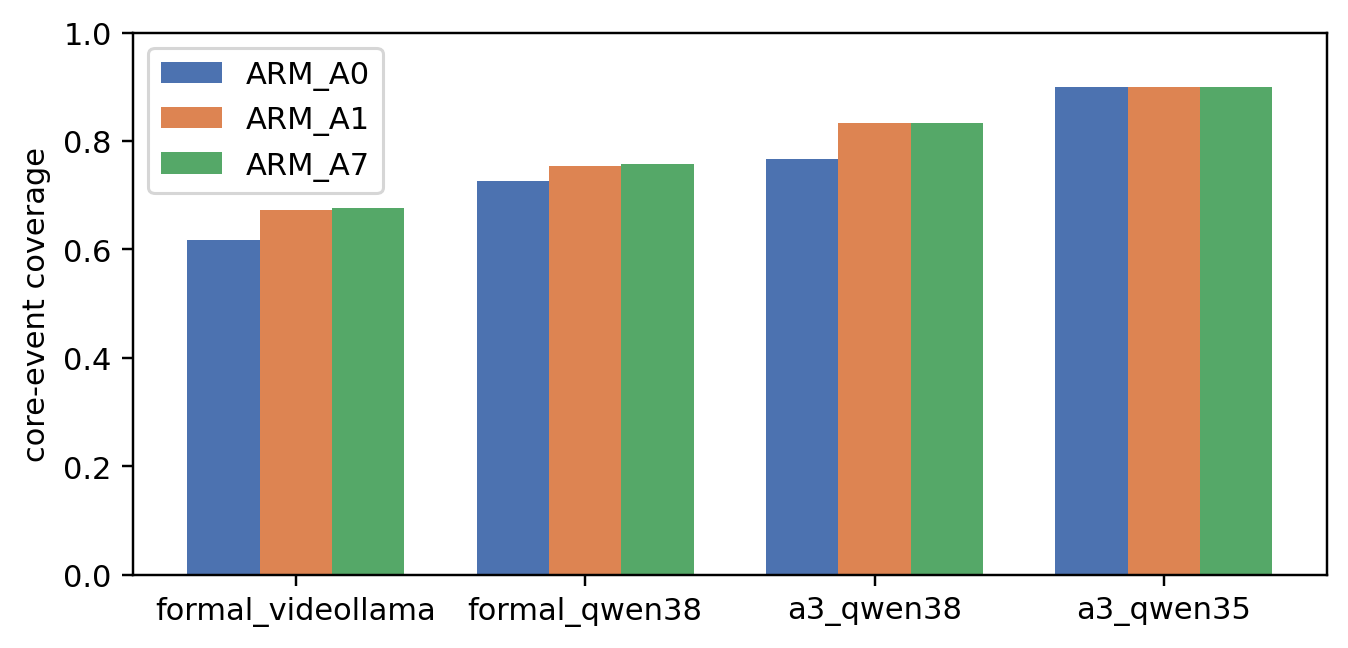 core-event coverage
1.0
0.8
0.6
0.4
0.2
0.0
ARM_A0
ARM_A1
ARM_A7
formal_videollama formal_qwen38 a3_qwen38 a3_qwen35